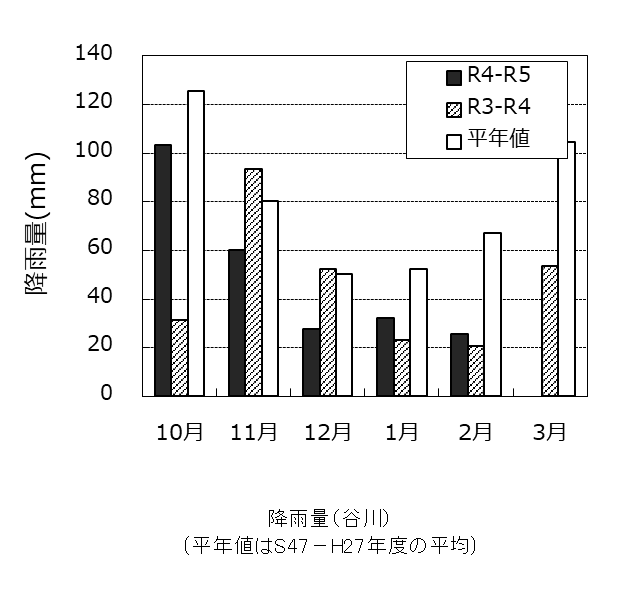 140
120
100
80
60
40
20
0
降雨量(mm)
R4-R5
R3-R4
平年値
10月 11月 12月 1月 2月 3月
降雨量（谷川）
（平年値はS47－H27年度の平均）